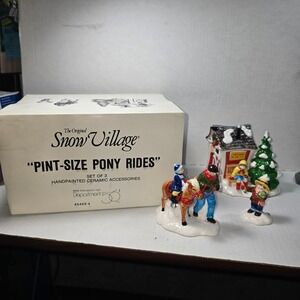 The Original
Snow Village®
"PINT-SIZE PONY RIDES"
SET OF 3
HANDPAINTED CERAMIC ACCESSORIES
Department 56